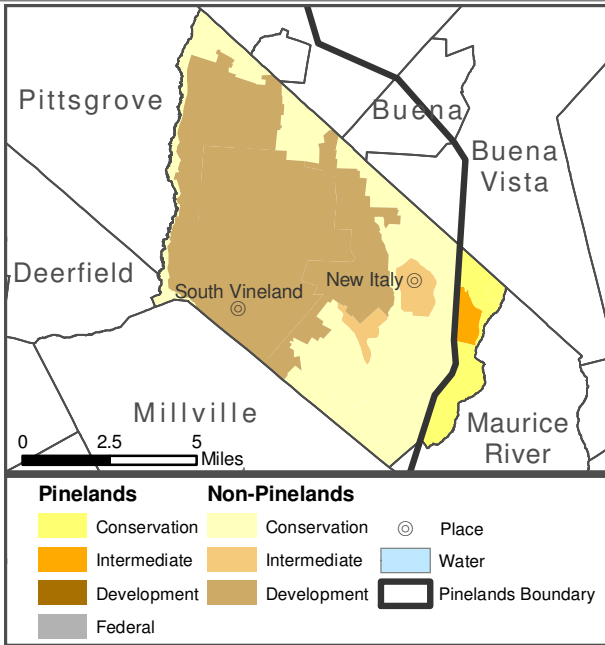 Pittsgrove
Buena
Buena
Vista
Deerfield
New Italy
South Vineland
Millville
Maurice
River
0 2.5 5
Miles
Pinelands Non-Pinelands
Conservation Conservation Place
Intermediate Intermediate Water
Development Development Pinelands Boundary
Federal